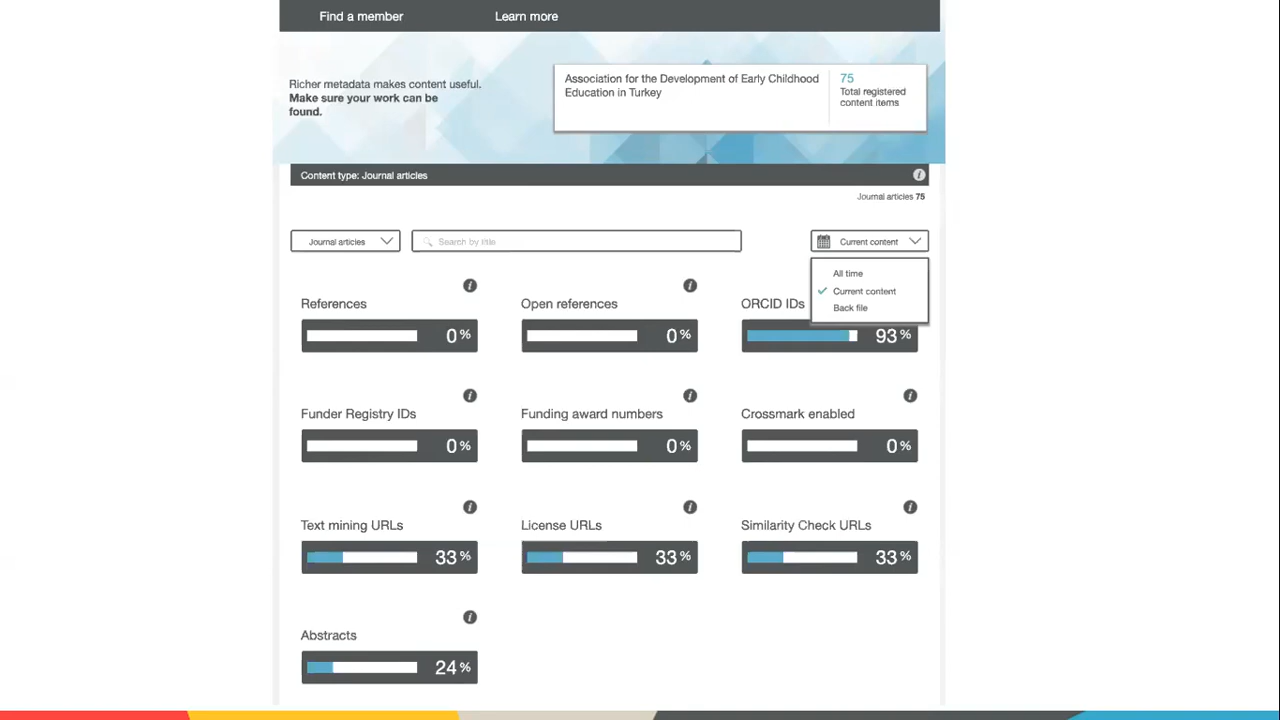 Find a member
Learn more
Richer metadata makes content useful.
Make sure your work can be
found.
Association for the Development of Early Childhood
Education in Turkey
75
Total registered
content items
Content type: Journal articles
Journal articles 75
Journal articles
Search by title
Current content
All time
Current content
Back file
References
0 %
Open references
0 %
ORCID IDs
93 %
Funder Registry IDs
0 %
Funding award numbers
0 %
Crossmark enabled
0 %
Text mining URLs
33 %
License URLs
33 %
Similarity Check URLs
33 %
Abstracts
24 %